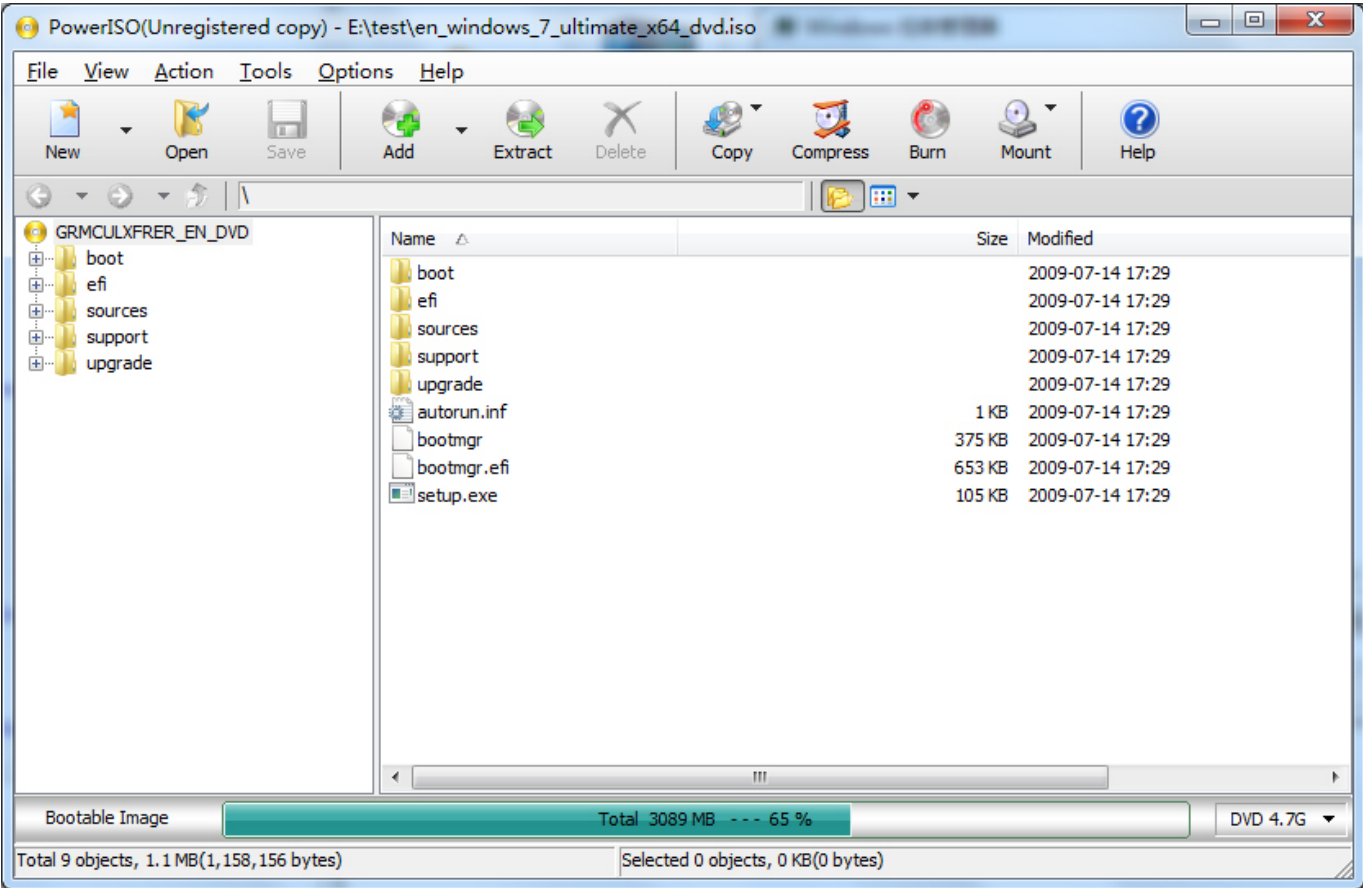 PowerISO(Unregistered copy) - E:\test\en_windows_7_ultimate_x64_dvd.iso
File View Action Tools Options Help
New Open Save Add Extract Delete Copy Compress Burn Mount Help
\
GRMCULXFRER_EN_DVD
boot
efi
sources
support
upgrade
Name Size Modified
boot 2009-07-14 17:29
efi 2009-07-14 17:29
sources 2009-07-14 17:29
support 2009-07-14 17:29
upgrade 2009-07-14 17:29
autorun.inf 1 KB 2009-07-14 17:29
bootmgr 375 KB 2009-07-14 17:29
bootmgr.efi 653 KB 2009-07-14 17:29
setup.exe 105 KB 2009-07-14 17:29
Bootable Image Total 3089 MB --- 65 % DVD 4.7G
Total 9 objects, 1.1 MB(1,158,156 bytes) Selected 0 objects, 0 KB(0 bytes)